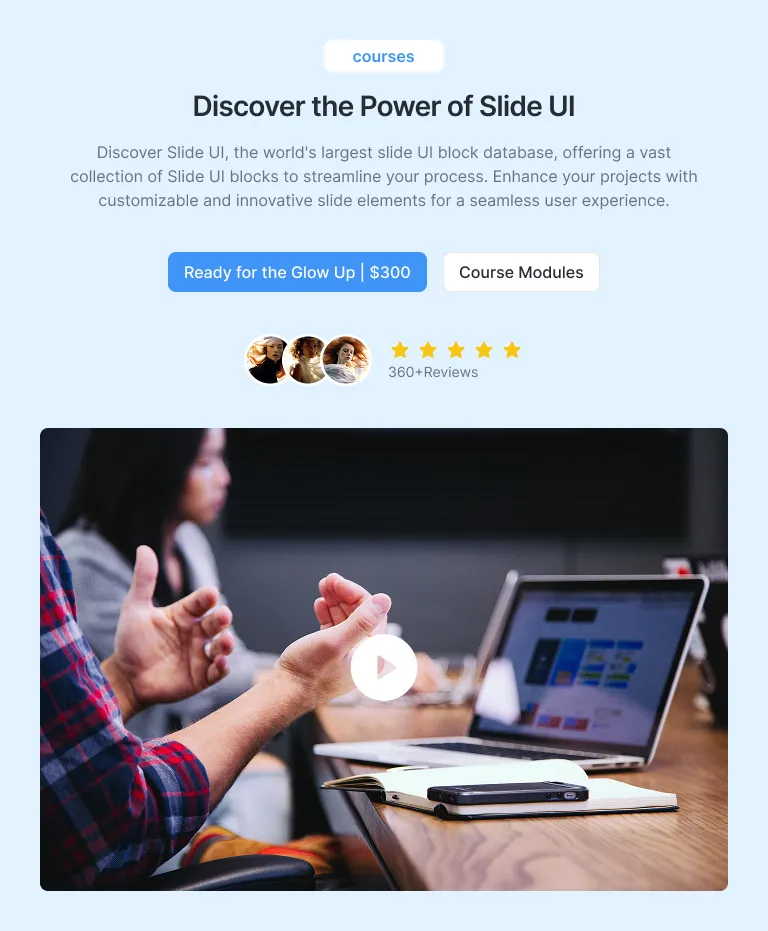 courses
Discover the Power of Slide UI
Discover Slide UI, the world's largest slide UI block database, offering a vast
collection of Slide UI blocks to streamline your process. Enhance your projects with
customizable and innovative slide elements for a seamless user experience.
Ready for the Glow Up | $300
Course Modules
360+Reviews